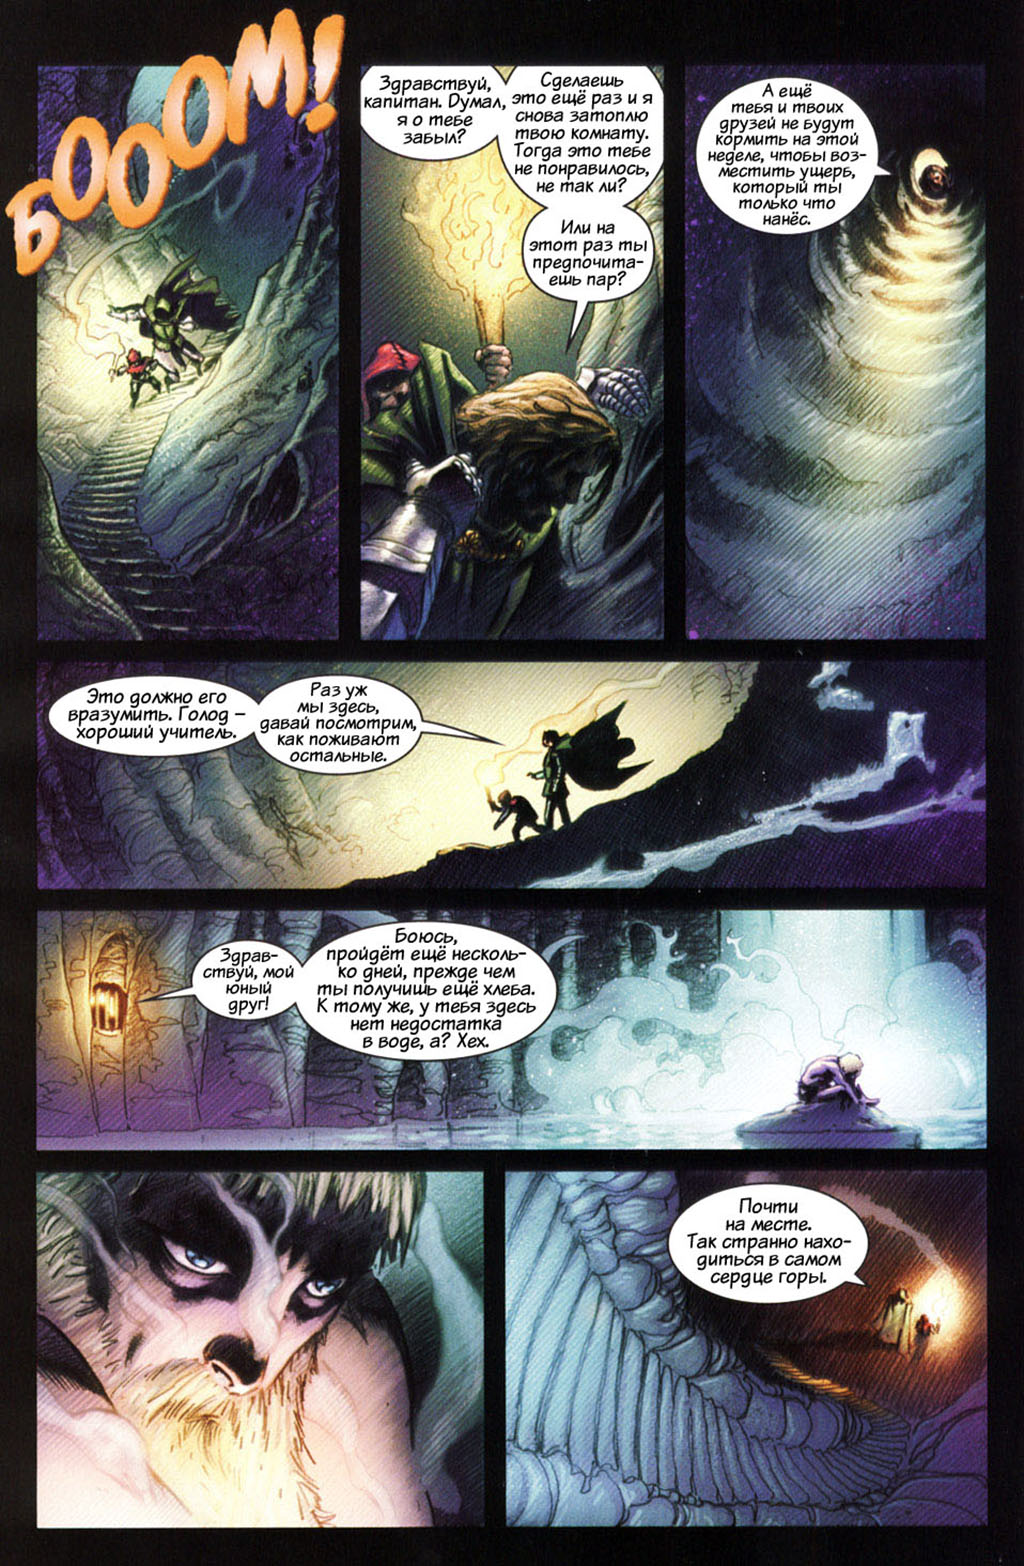 БОООМ!
Здравствуй,
капитан. Думал,
я о тебе
забыл?
Сделаешь
это ещё раз и я
снова затоплю
твою комнату.
Тогда это тебе
не понравилось,
не так ли?
Или на
этот раз ты
предпочита-
ешь пар?
А ещё
тебя и твоих
друзей не будут
кормить на этой
неделе, чтобы воз-
местить ущерб,
который ты
только что
нанёс.
Это должно его
вразумить. Голод –
хороший учитель.
Раз уж
мы здесь,
давай посмотрим,
как поживают
остальные.
Здрав-
ствуй, мой
юный
друг!
Боюсь,
пройдёт ещё несколь-
ко дней, прежде чем
ты получишь ещё хлеба.
К тому же, у тебя здесь
нет недостатка
в воде, а? Хех.
Почти
на месте.
Так странно нахо-
диться в самом
сердце горы.